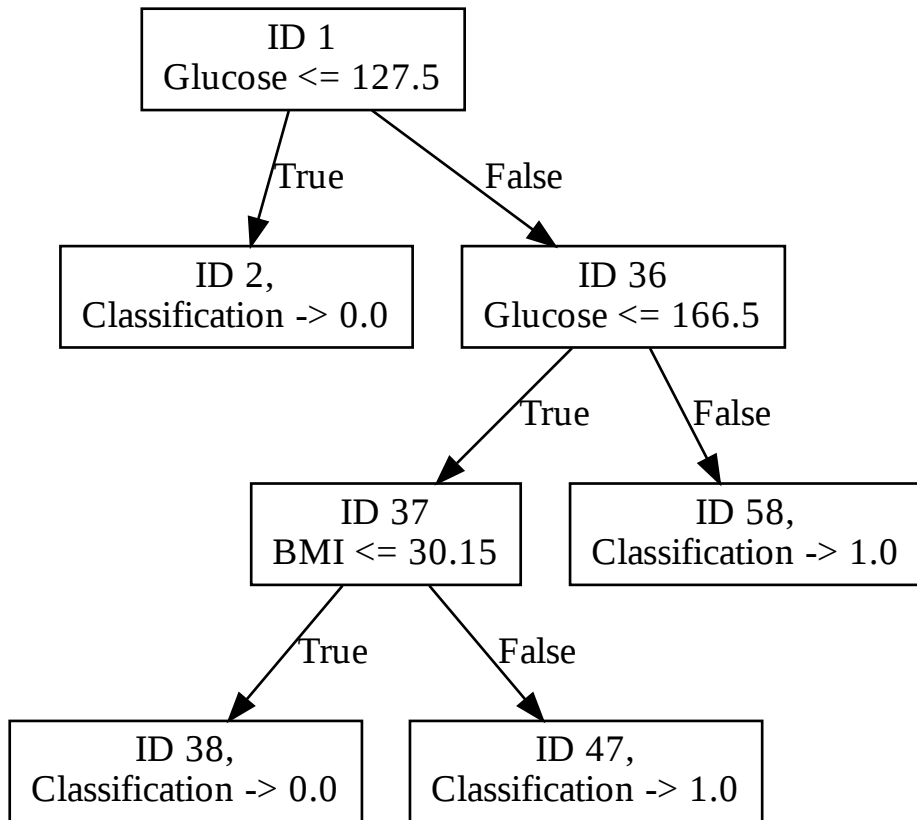 ID 1
Glucose <= 127.5
True
False
ID 2,
Classification -> 0.0
ID 36
Glucose <= 166.5
True
False
ID 37
BMI <= 30.15
ID 58,
Classification -> 1.0
True
False
ID 38,
Classification -> 0.0
ID 47,
Classification -> 1.0